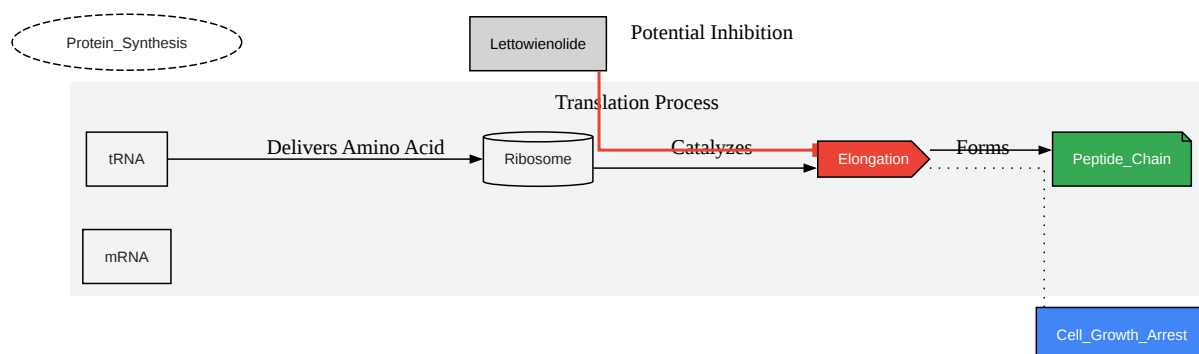 Protein_Synthesis
Lettowienolide
Potential Inhibition
Translation Process
tRNA
Delivers Amino Acid
Ribosome
Catalyzes
Elongation
Forms
Peptide_Chain
mRNA
Cell_Growth_Arrest